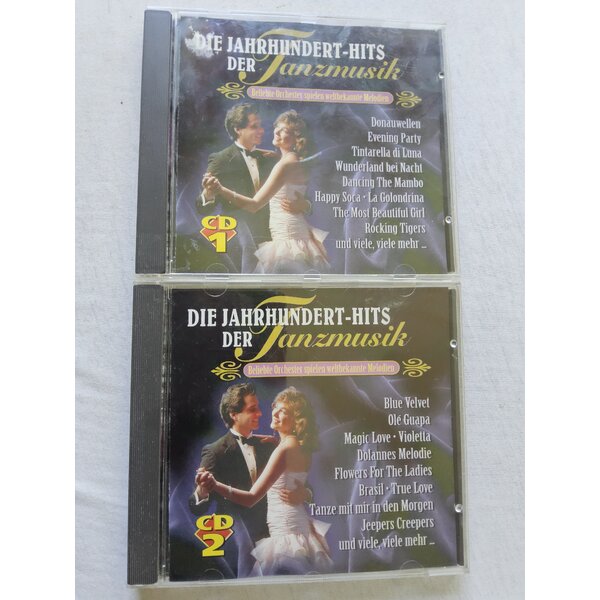 DIE JAHRHUNDERT-HITS
DER Tanzmusik
Beliebte Orchester spielen weltbekannte Melodien
Donauwellen
Evening Party
Tintarella di Luna
Wunderland bei Nacht
Dancing The Mambo
Happy Soca · La Golondrina
The Most Beautiful Girl
Rocking Tigers
und viele, viele mehr ...
CD
1
DIE JAHRHUNDERT-HITS
DER Tanzmusik
Beliebte Orchester spielen weltbekannte Melodien
Blue Velvet
Olé Guapa
Magic Love · Violetta
Dolannes Melodie
Flowers For The Ladies
Brasil · True Love
Tanze mit mir in den Morgen
Jeepers Creepers
und viele, viele mehr ...
CD
2